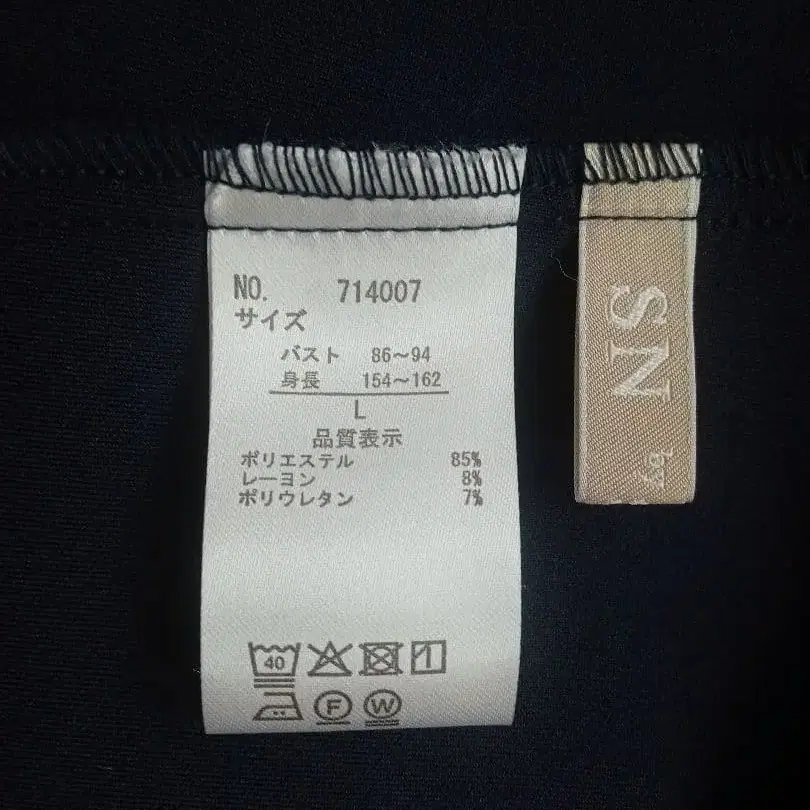 NO. 714007
サイズ
バスト 86～94
身長 154～162
L
品質表示
ポリエステル 85%
レーヨン 8%
ポリウレタン 7%
40
F
W
SN